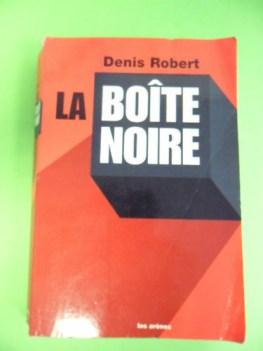 Denis Robert
LA BOÎTE
NOIRE
les arènes